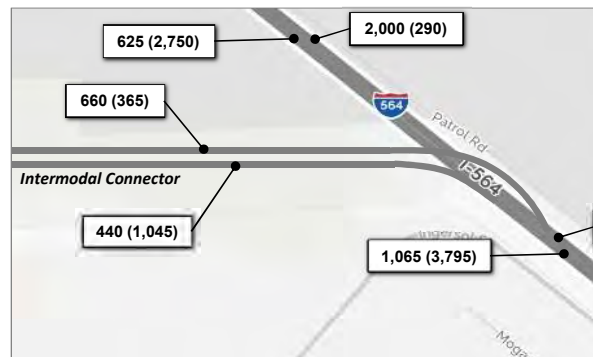 2,000 (290)
625 (2,750)
660 (365)
564
Patrol Rd
I-564
Intermodal Connector
440 (1,045)
1,065 (3,795)